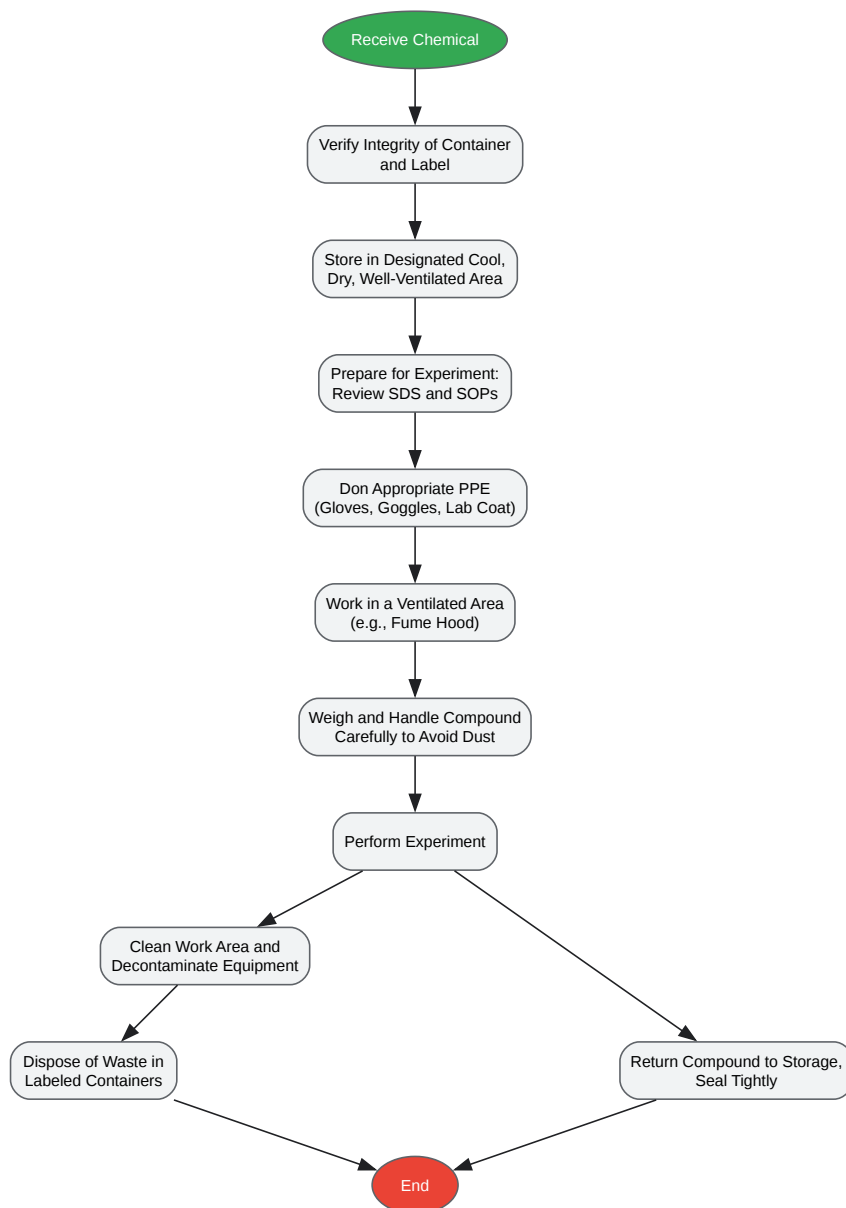 Receive Chemical
Verify Integrity of Container
and Label
Store in Designated Cool,
Dry, Well-Ventilated Area
Prepare for Experiment:
Review SDS and SOPs
Don Appropriate PPE
(Gloves, Goggles, Lab Coat)
Work in a Ventilated Area
(e.g., Fume Hood)
Weigh and Handle Compound
Carefully to Avoid Dust
Perform Experiment
Clean Work Area and
Decontaminate Equipment
Dispose of Waste in
Labeled Containers
Return Compound to Storage,
Seal Tightly
End